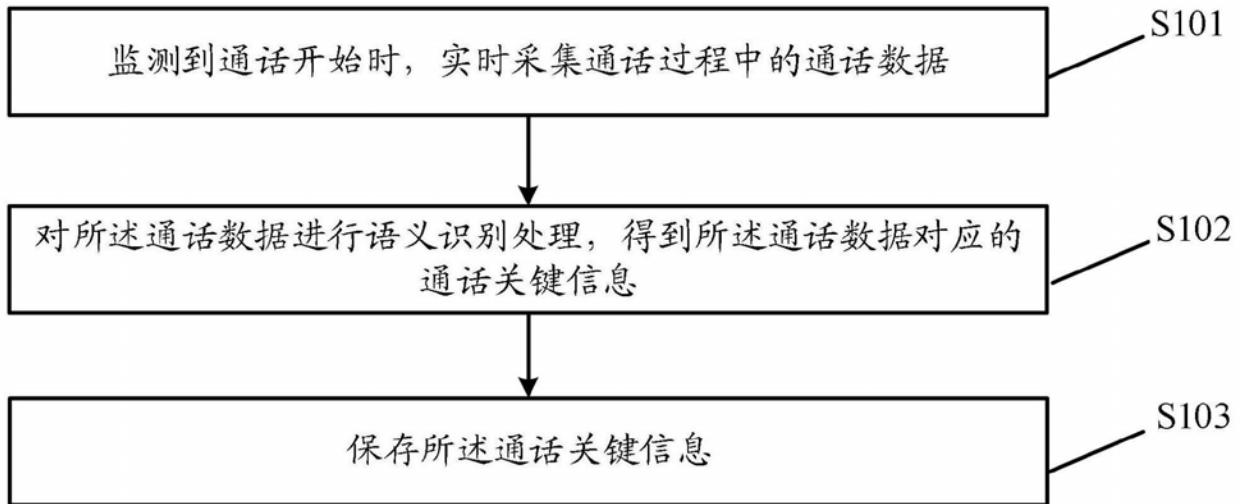 S101
监测到通话开始时，实时采集通话过程中的通话数据
S102
对所述通话数据进行语义识别处理，得到所述通话数据对应的
通话关键信息
S103
保存所述通话关键信息